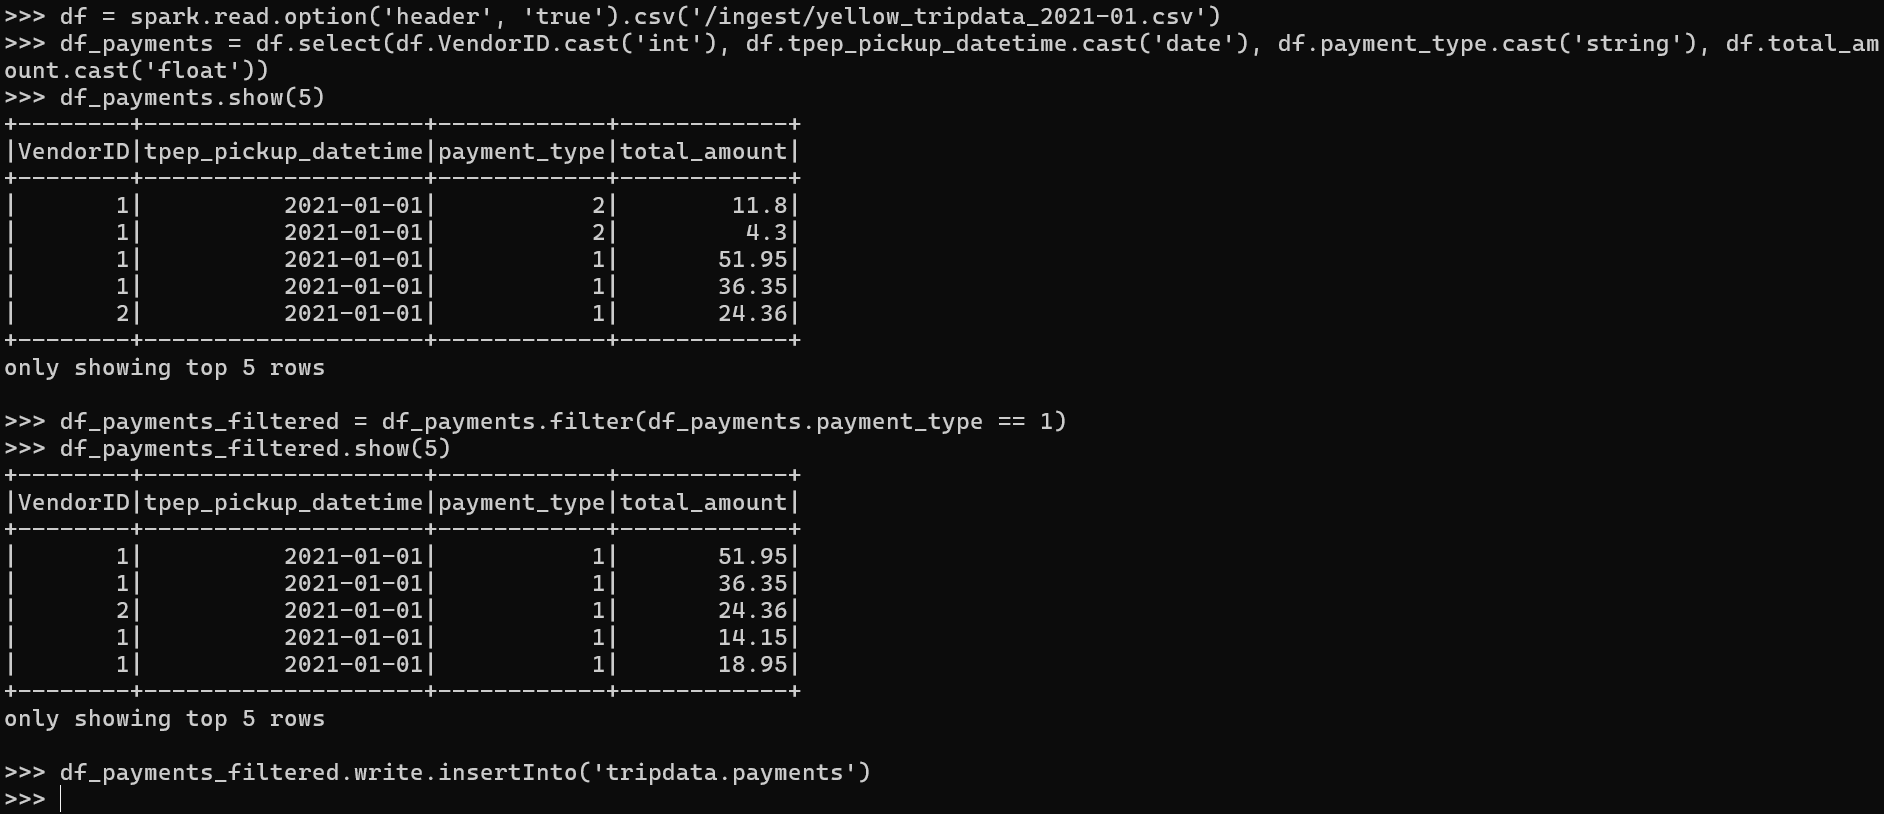 >>> df = spark.read.option('header', 'true').csv('/ingest/yellow_tripdata_2021-01.csv')
>>> df_payments = df.select(df.VendorID.cast('int'), df.tpep_pickup_datetime.cast('date'), df.payment_type.cast('string'), df.total_am
ount.cast('float'))
>>> df_payments.show(5)
+--------+--------------------+------------+------------+
|VendorID|tpep_pickup_datetime|payment_type|total_amount|
+--------+--------------------+------------+------------+
|       1|          2021-01-01|           2|        11.8|
|       1|          2021-01-01|           2|         4.3|
|       1|          2021-01-01|           1|       51.95|
|       1|          2021-01-01|           1|       36.35|
|       2|          2021-01-01|           1|       24.36|
+--------+--------------------+------------+------------+
only showing top 5 rows

>>> df_payments_filtered = df_payments.filter(df_payments.payment_type == 1)
>>> df_payments_filtered.show(5)
+--------+--------------------+------------+------------+
|VendorID|tpep_pickup_datetime|payment_type|total_amount|
+--------+--------------------+------------+------------+
|       1|          2021-01-01|           1|       51.95|
|       1|          2021-01-01|           1|       36.35|
|       2|          2021-01-01|           1|       24.36|
|       1|          2021-01-01|           1|       14.15|
|       1|          2021-01-01|           1|       18.95|
+--------+--------------------+------------+------------+
only showing top 5 rows

>>> df_payments_filtered.write.insertInto('tripdata.payments')
>>>